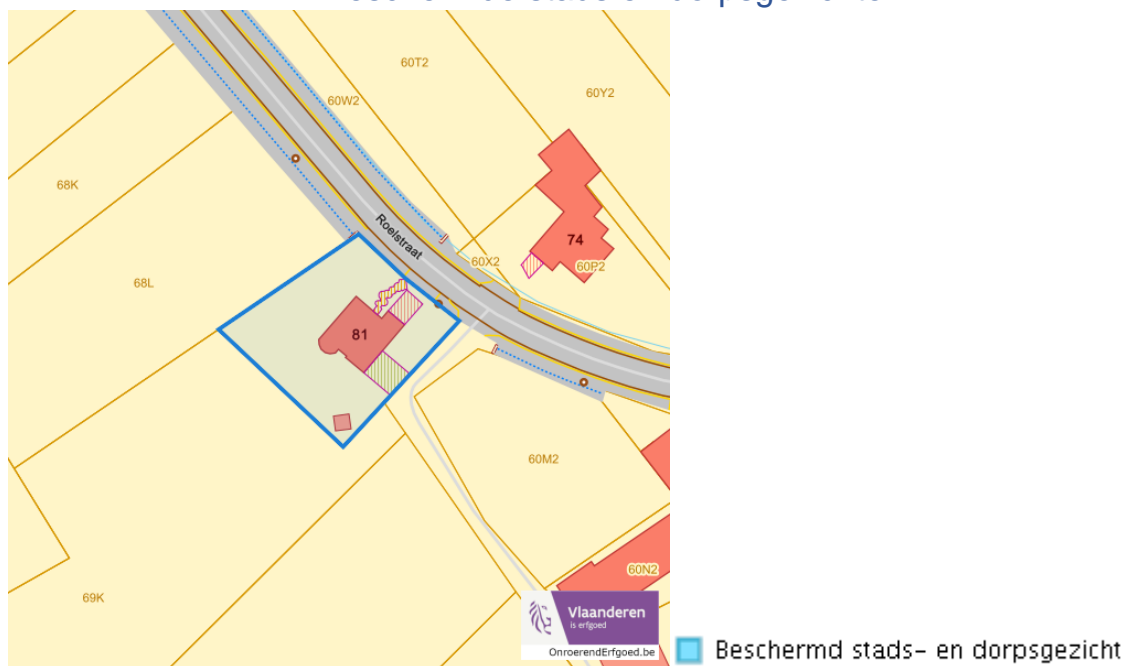 60T2
60W2
60Y2
68K
Roelstraat
74
60X2
60P2
68L
81
60M2
60N2
69K
Vlaanderen
is erfgoed
OnroerendErfgoed.be
Beschermd stads- en dorpsgezicht